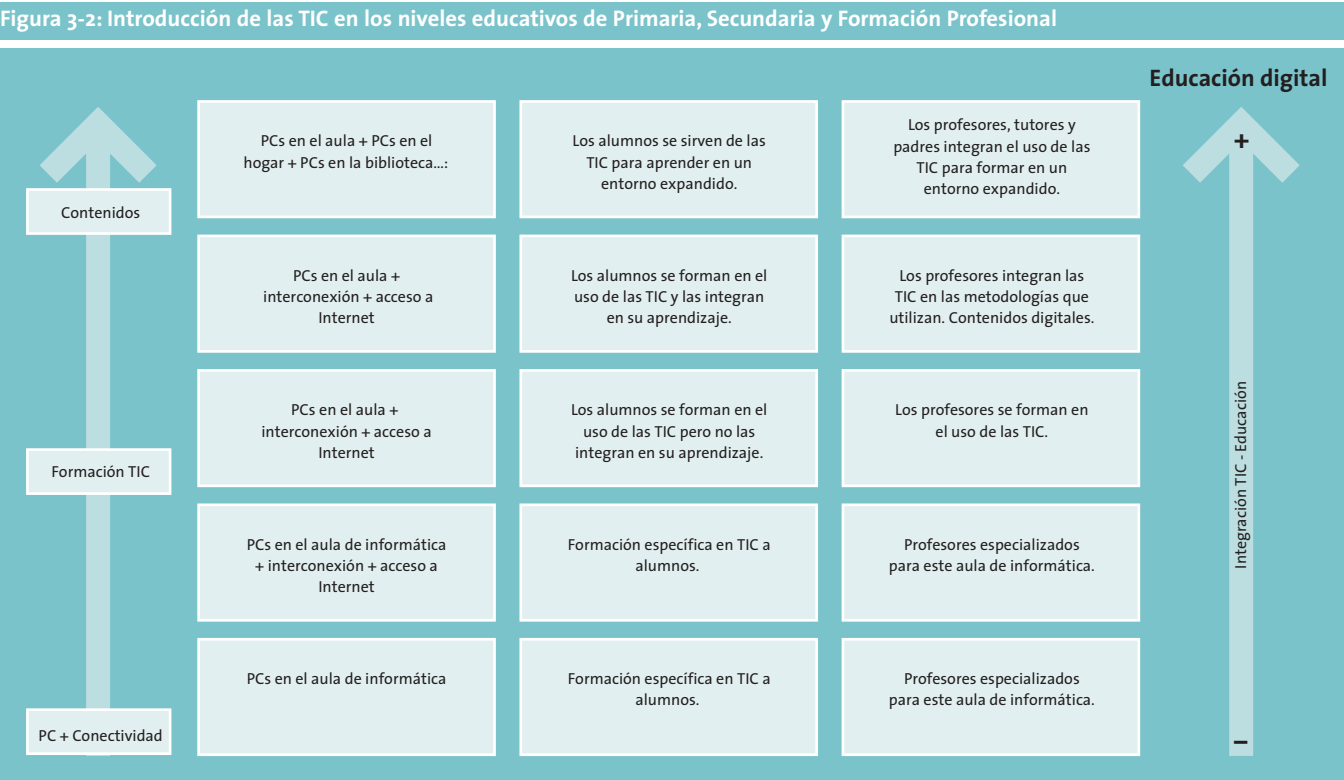 Figura 3-2: Introducción de las TIC en los niveles educativos de Primaria, Secundaria y Formación Profesional
Educación digital
PCs en el aula + PCs en el
hogar + PCs en la biblioteca...:
Los alumnos se sirven de las
TIC para aprender en un
entorno expandido.
Los profesores, tutores y
padres integran el uso de las
TIC para formar en un
entorno expandido.
+
Contenidos
PCs en el aula +
interconexión + acceso a
Internet
Los alumnos se forman en el
uso de las TIC y las integran
en su aprendizaje.
Los profesores integran las
TIC en las metodologías que
utilizan. Contenidos digitales.
PCs en el aula +
interconexión + acceso a
Internet
Los alumnos se forman en el
uso de las TIC pero no las
integran en su aprendizaje.
Los profesores se forman en
el uso de las TIC.
Formación TIC
Integración TIC - Educación
PCs en el aula de informática
+ interconexión + acceso a
Internet
Formación específica en TIC a
alumnos.
Profesores especializados
para este aula de informática.
PCs en el aula de informática
Formación específica en TIC a
alumnos.
Profesores especializados
para este aula de informática.
PC + Conectividad
–